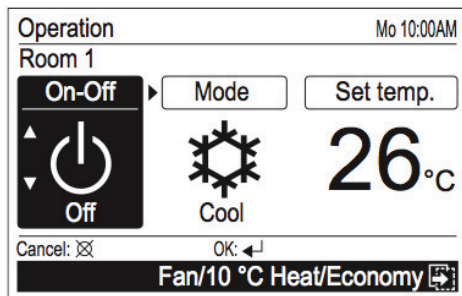 Operation Mo 10:00AM
Room 1
On-Off Mode Set temp.
26°C
Off Cool
Cancel: OK:
Fan/10 °C Heat/Economy